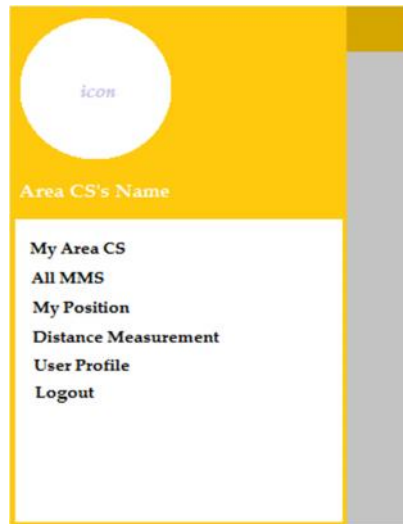 icon
Area CS's Name
My Area CS
All MMS
My Position
Distance Measurement
User Profile
Logout